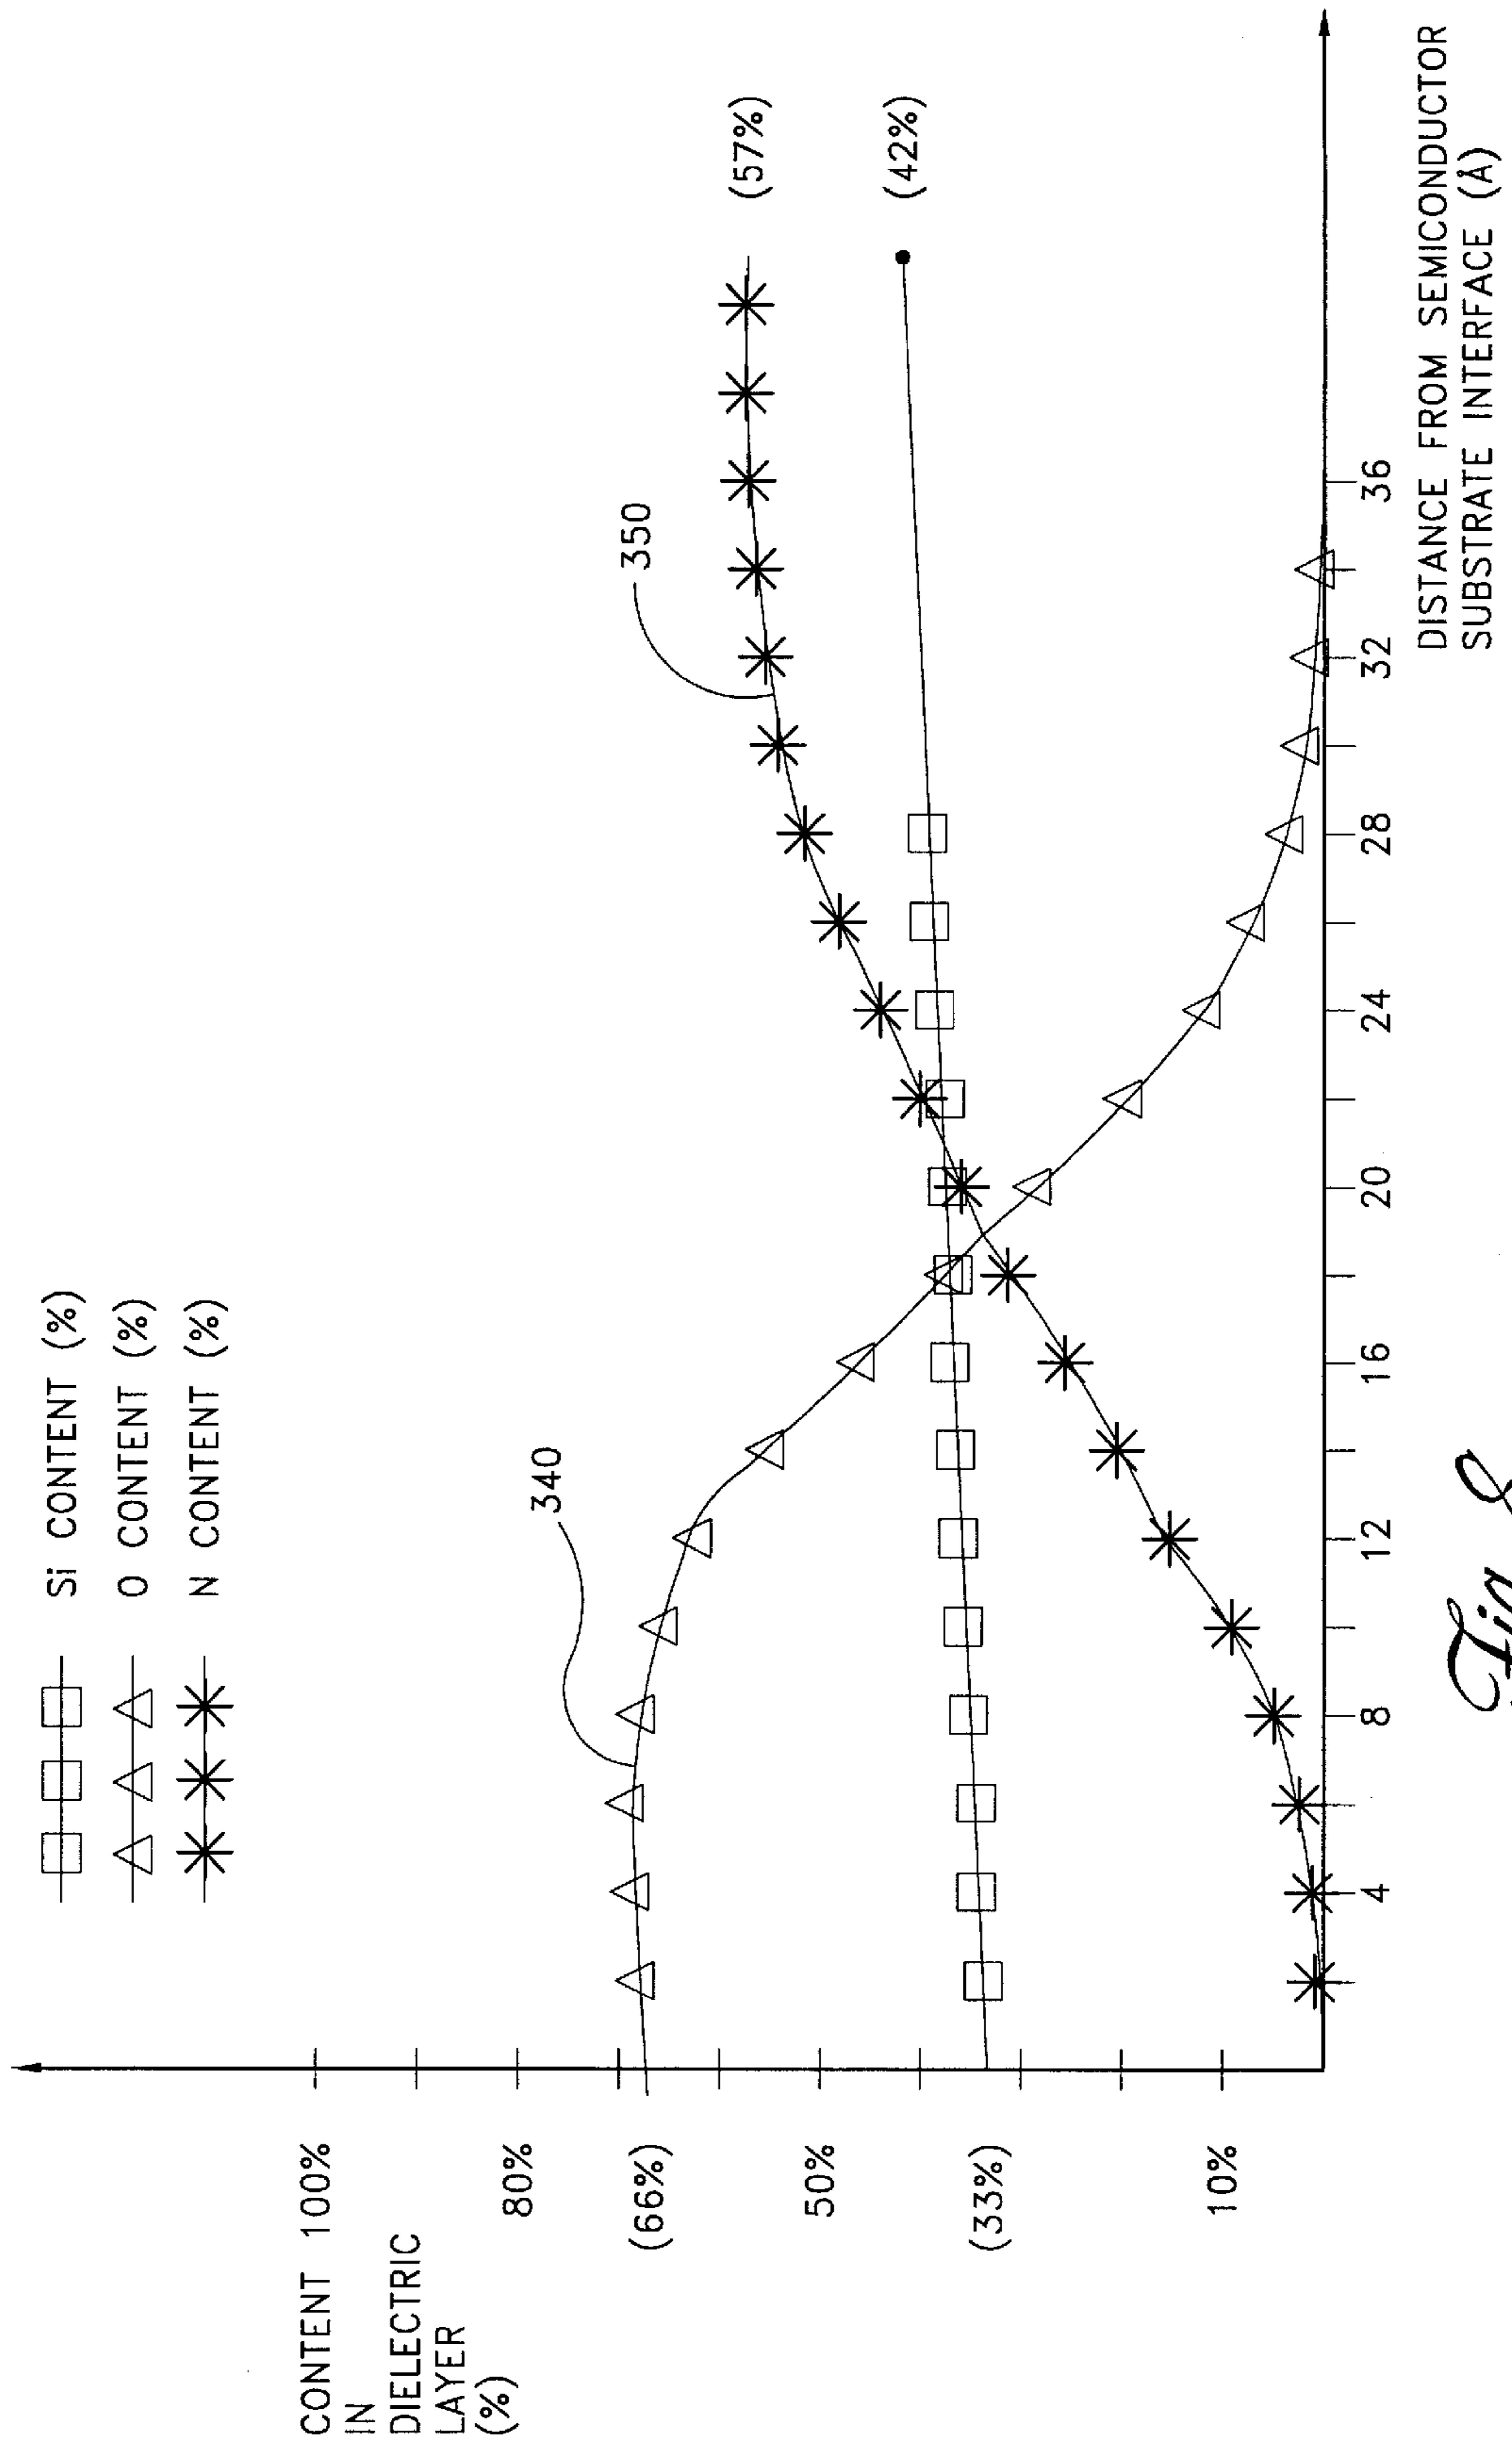 Si CONTENT (%)
O CONTENT (%)
N CONTENT (%)
CONTENT 100%
IN
DIELECTRIC
LAYER
(%)
80%
(66%)
50%
(33%)
10%
340
350
(57%)
(42%)
4
8
12
16
20
24
28
32
36
DISTANCE FROM SEMICONDUCTOR
SUBSTRATE INTERFACE (Å)
Fig.